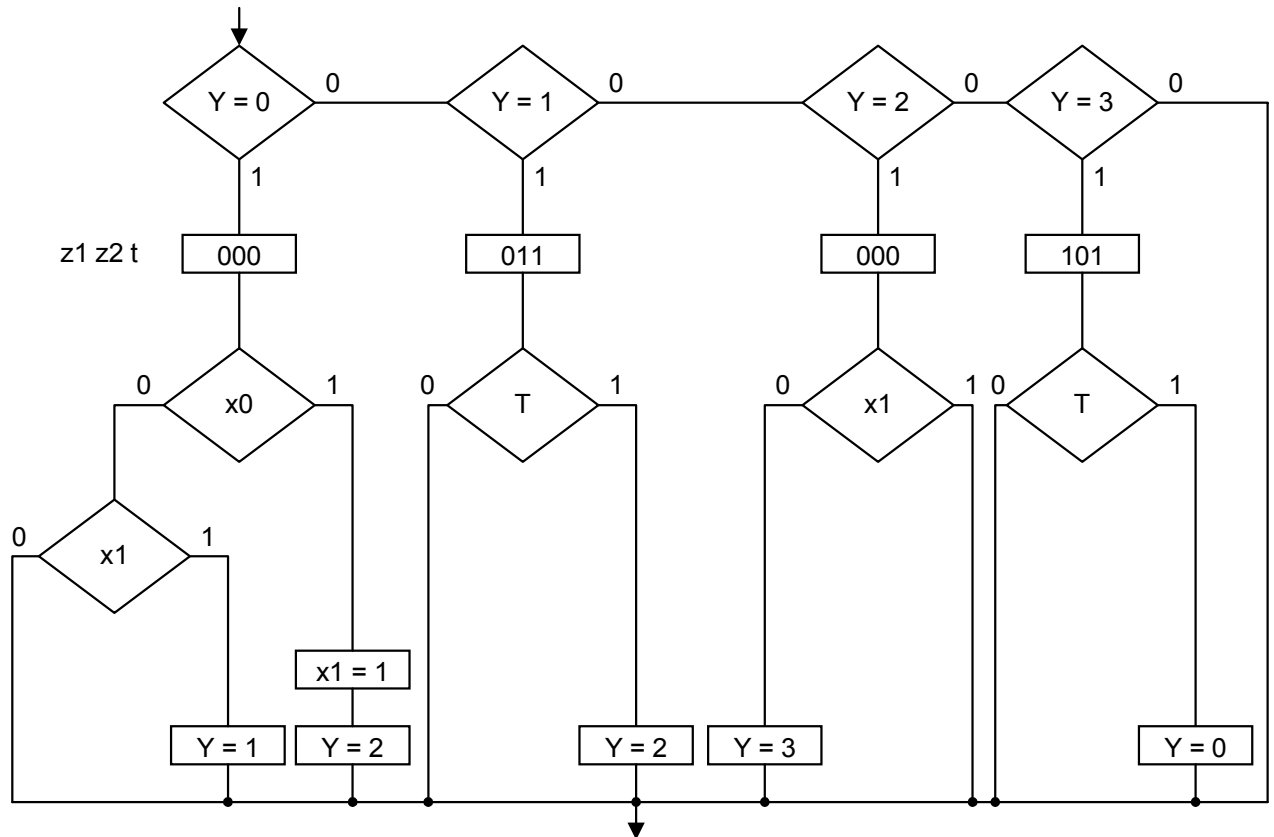 Y = 0 0 Y = 1 0 Y = 2 0 Y = 3 0
1 1 1 1
z1 z2 t 000 011 000 101
0 x0 1 0 T 1 0 x1 1 0 T 1
0 x1 1
x1 = 1
Y = 1 Y = 2 Y = 2 Y = 3 Y = 0